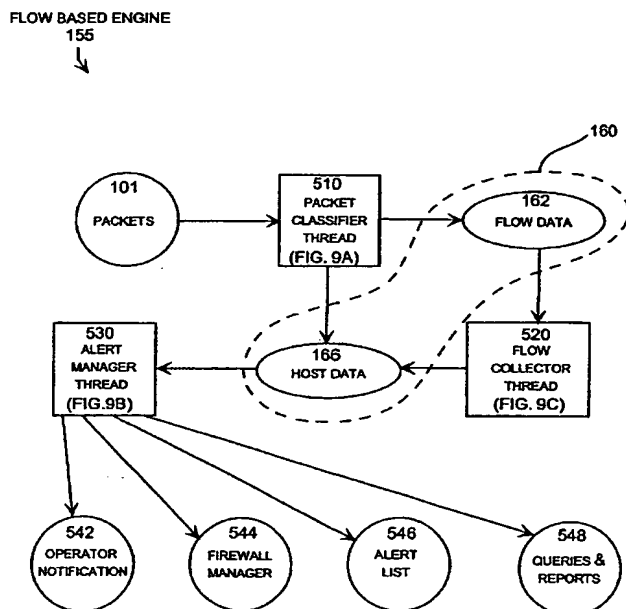 FLOW BASED ENGINE
155
160
101
PACKETS
510
PACKET
CLASSIFIER
THREAD
(FIG. 9A)
162
FLOW DATA
530
ALERT
MANAGER
THREAD
(FIG.9B)
166
HOST DATA
520
FLOW
COLLECTOR
THREAD
(FIG. 9C)
542
OPERATOR
NOTIFICATION
544
FIREWALL
MANAGER
546
ALERT
LIST
548
QUERIES &
REPORTS